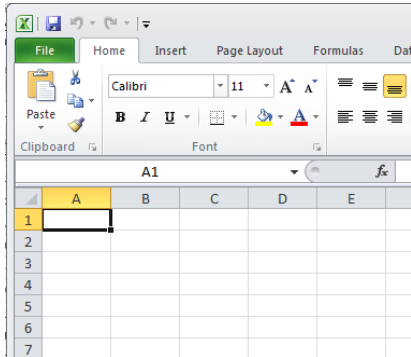 File Home Insert Page Layout Formulas Dat
Calibri 11 A A
Paste B I U A
Clipboard Font
A1 fx
A B C D E
1
2
3
4
5
6
7